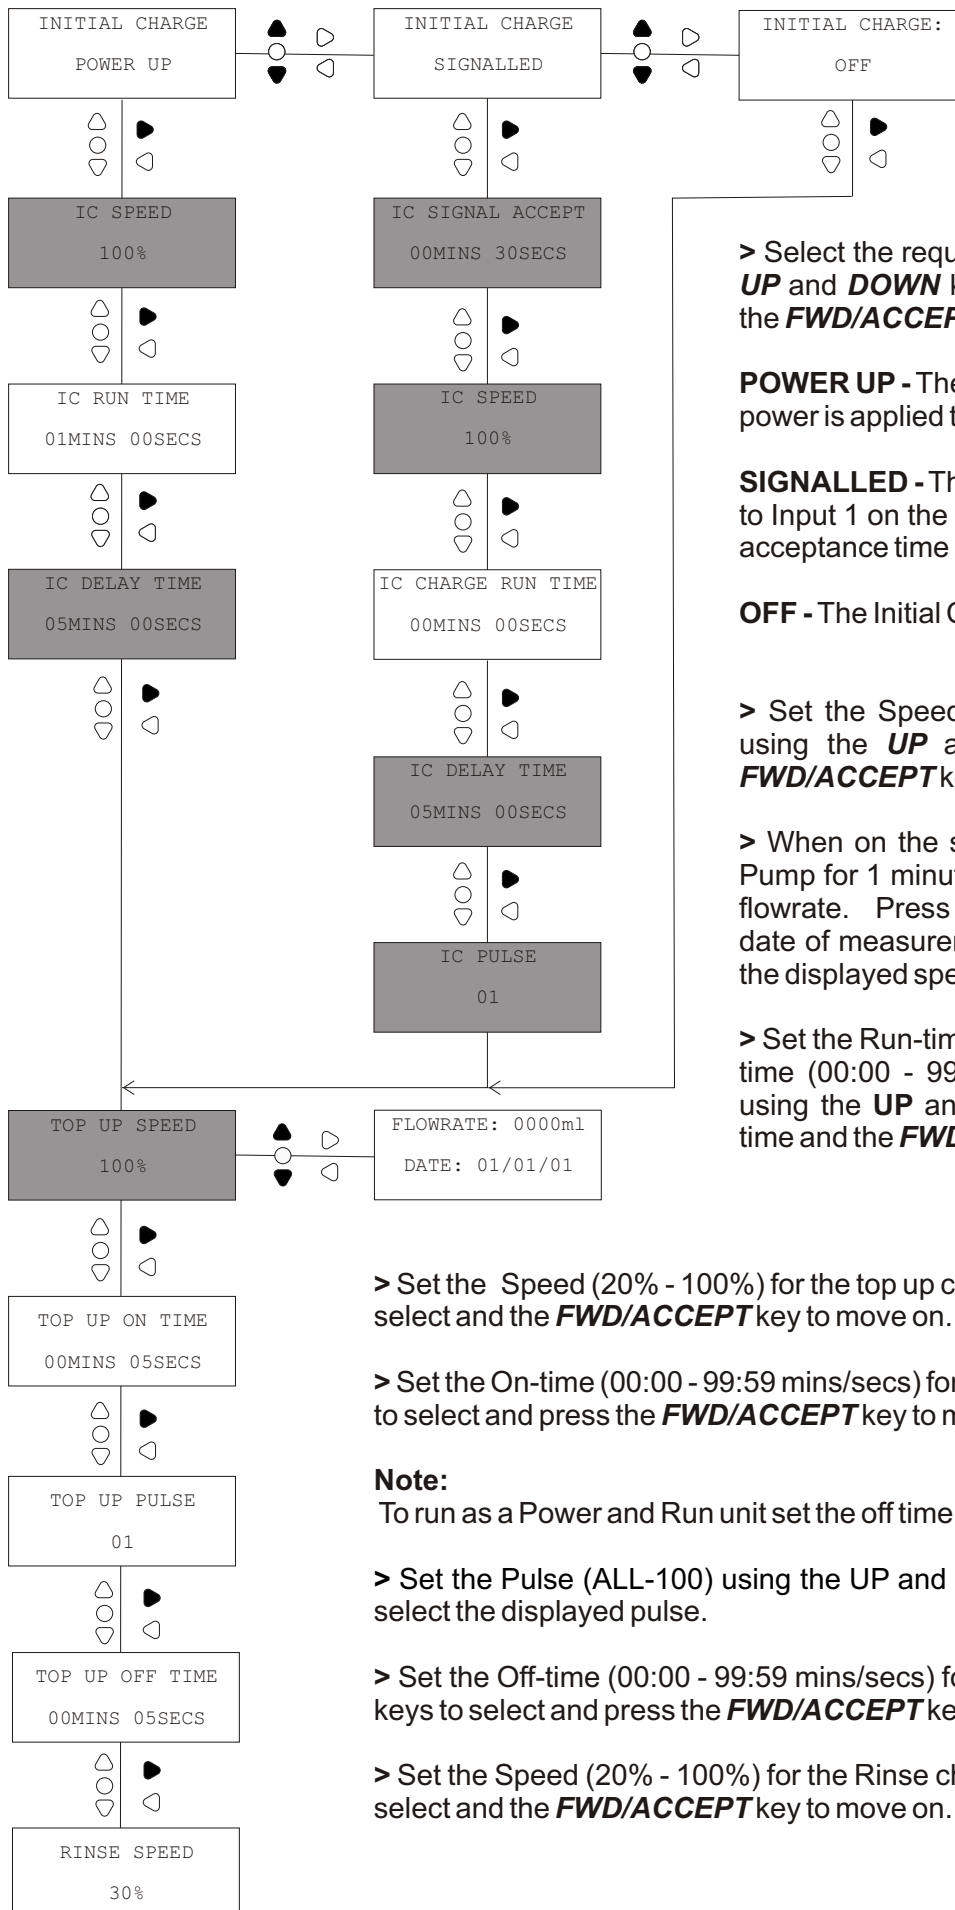 INITIAL CHARGE
POWER UP
INITIAL CHARGE
SIGNALLED
INITIAL CHARGE:
OFF
IC SPEED
100%
IC RUN TIME
01MINS 00SECS
IC DELAY TIME
05MINS 00SECS
IC SIGNAL ACCEPT
00MINS 30SECS
IC SPEED
100%
IC CHARGE RUN TIME
00MINS 00SECS
IC DELAY TIME
05MINS 00SECS
IC PULSE
01
> Select the requ
UP and DOWN k
the FWD/ACCEP
POWER UP - The
power is applied t
SIGNALLED - Th
to Input 1 on the
acceptance time
OFF - The Initial C
> Set the Speed
using the UP a
FWD/ACCEPT ke
> When on the s
Pump for 1 minut
flowrate. Press
date of measurer
the displayed spe
> Set the Run-tim
time (00:00 - 99
using the UP an
time and the FWD
TOP UP SPEED
100%
FLOWRATE: 0000ml
DATE: 01/01/01
TOP UP ON TIME
00MINS 05SECS
TOP UP PULSE
01
TOP UP OFF TIME
00MINS 05SECS
RINSE SPEED
30%
> Set the Speed (20% - 100%) for the top up c
select and the FWD/ACCEPT key to move on.
> Set the On-time (00:00 - 99:59 mins/secs) for
to select and press the FWD/ACCEPT key to m
Note:
To run as a Power and Run unit set the off time
> Set the Pulse (ALL-100) using the UP and
select the displayed pulse.
> Set the Off-time (00:00 - 99:59 mins/secs) fo
keys to select and press the FWD/ACCEPT ke
> Set the Speed (20% - 100%) for the Rinse ch
select and the FWD/ACCEPT key to move on.